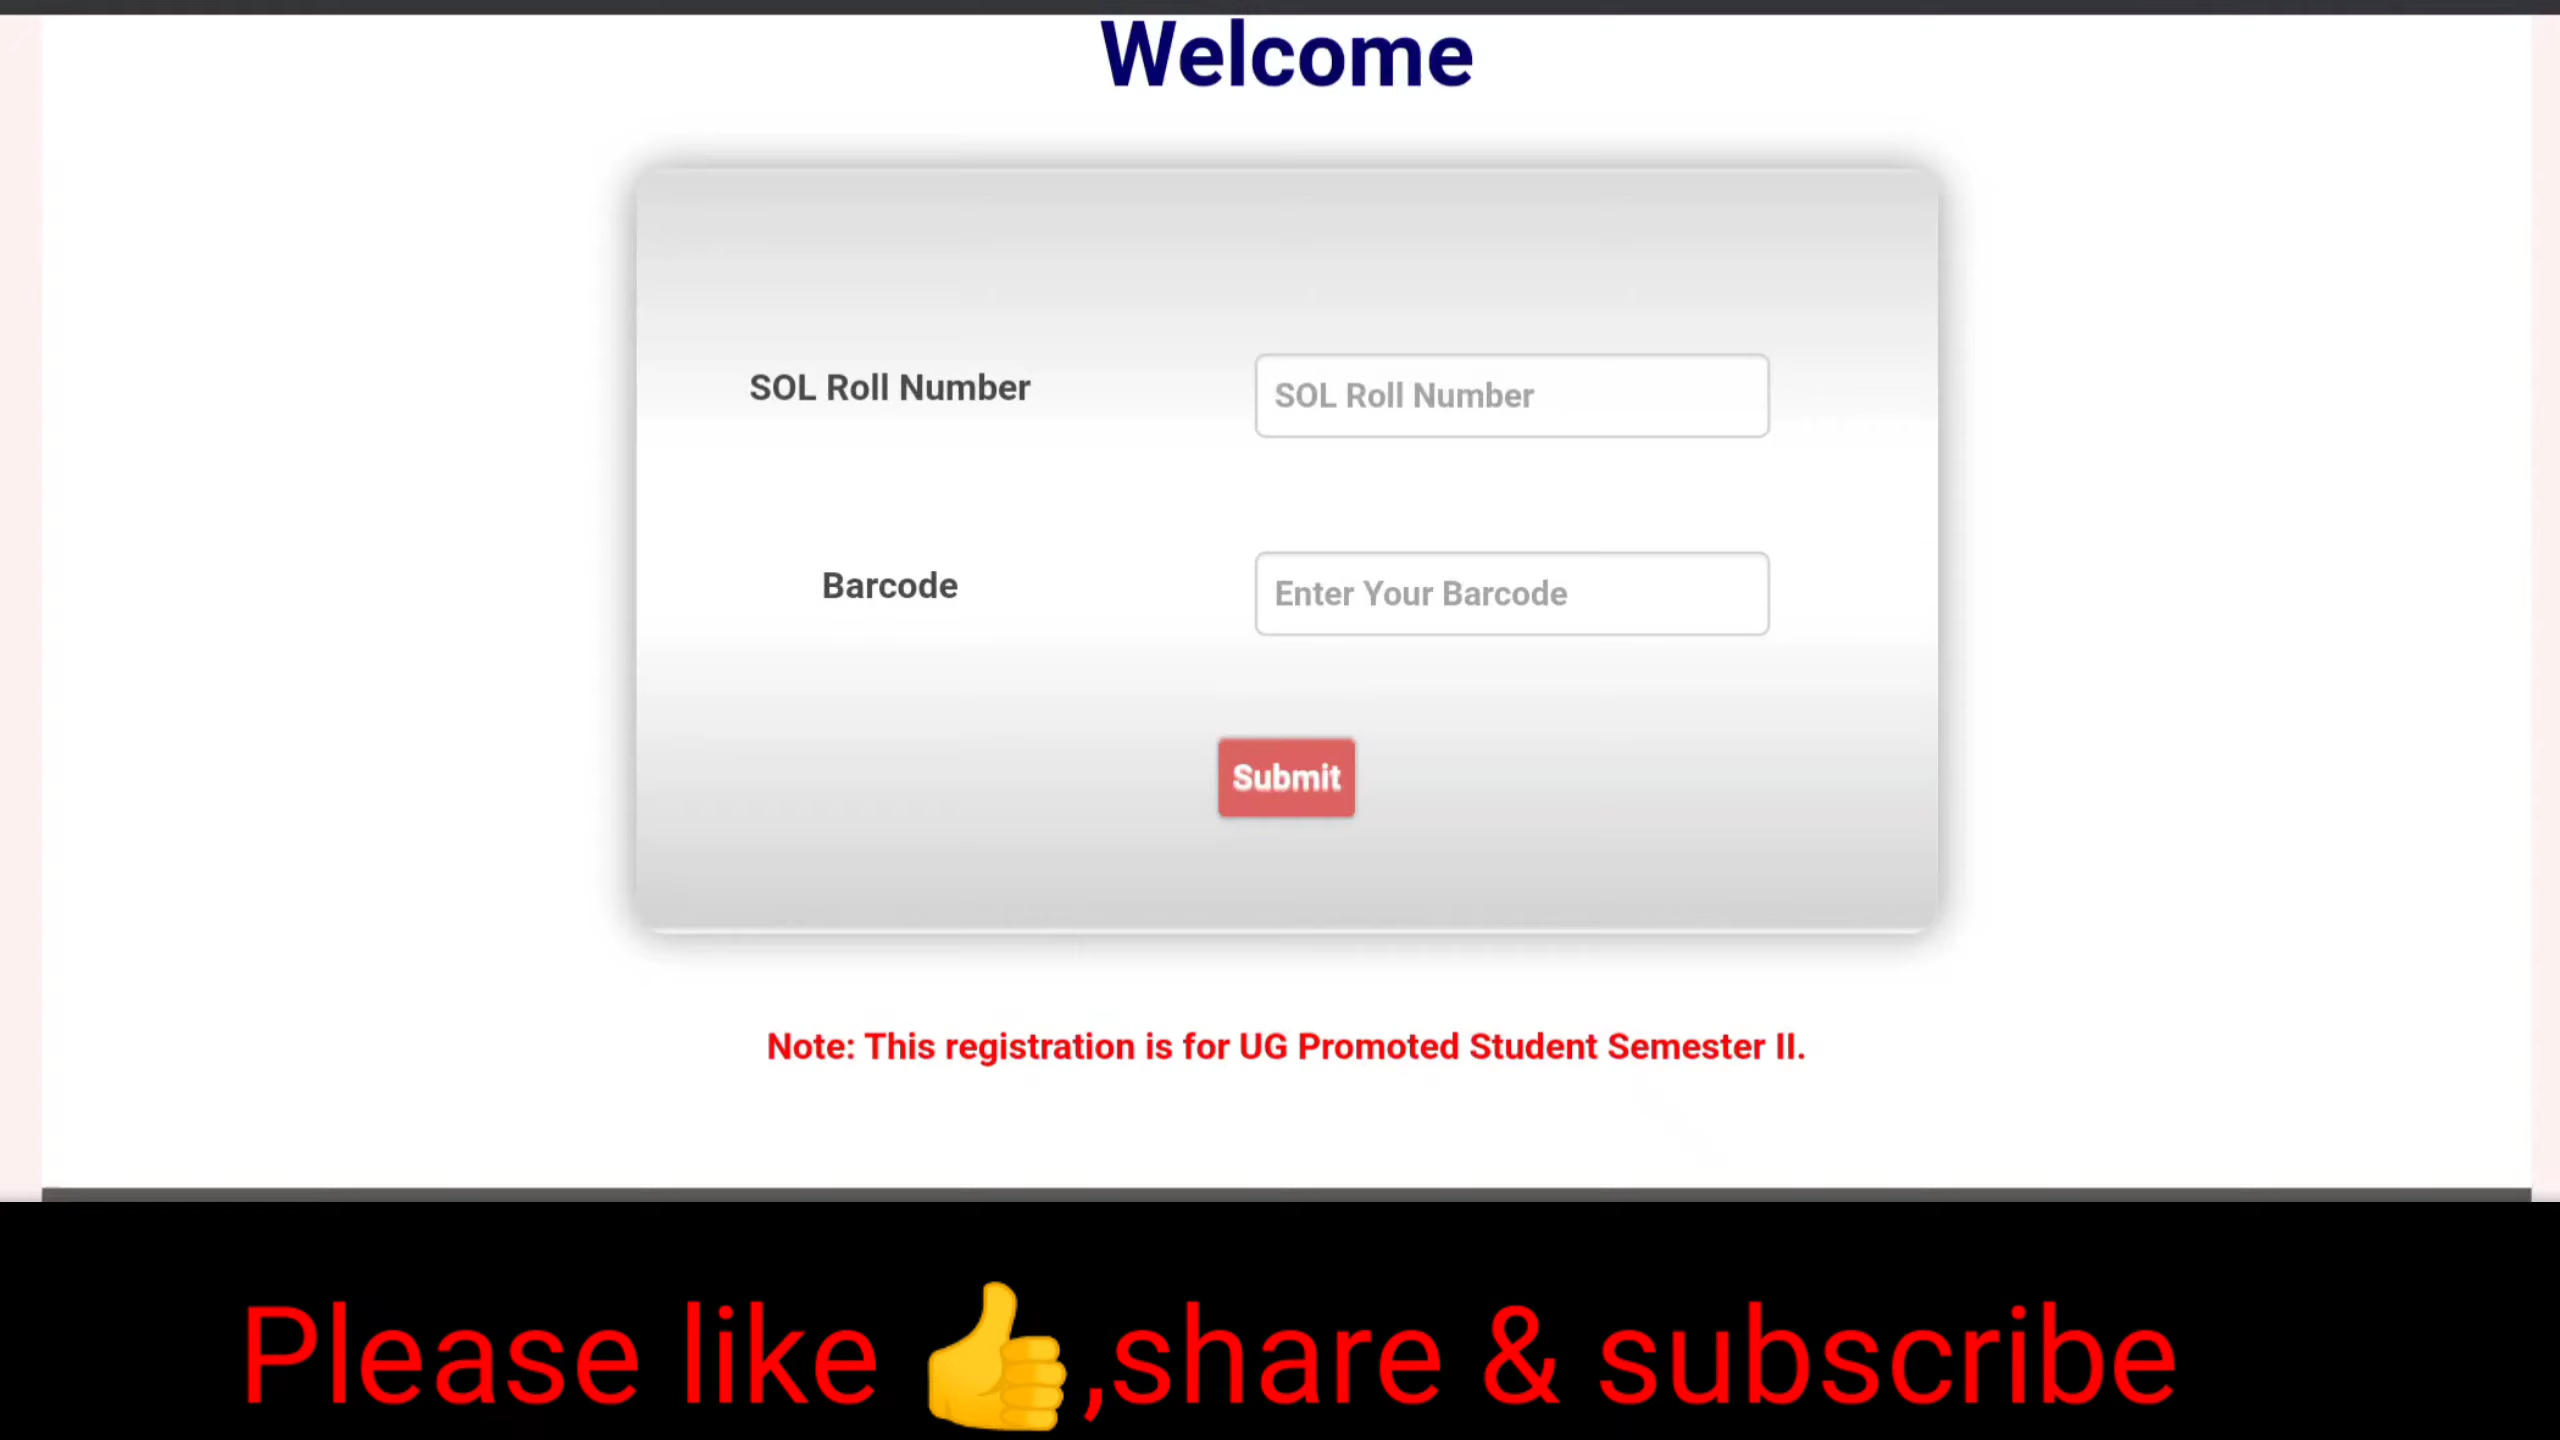 Welcome
SOL Roll Number
SOL Roll Number
Barcode
Enter Your Barcode
Submit
Note: This registration is for UG Promoted Student Semester II.
Please like 👍,share & subscribe